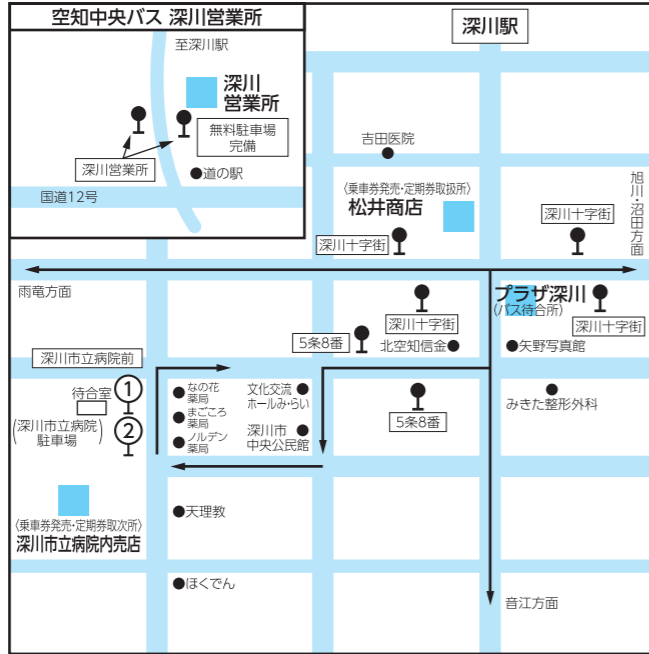 空知中央バス 深川営業所
至深川駅
深川
営業所
無料駐車場
完備
深川営業所
道の駅
国道12号
深川駅
吉田医院
〈乗車券発売・定期券取扱所〉
松井商店
深川十字街
深川十字街
旭川・沼田方面
雨竜方面
プラザ深川
(バス待合所)
深川十字街
深川十字街
5条8番
北空知信金
矢野写真館
深川市立病院前
待合室
①
②
(深川市立病院
駐車場)
なの花
薬局
まごころ
薬局
ノルデン
薬局
文化交流
ホールみ・らい
深川市
中央公民館
5条8番
みきた整形外科
〈乗車券発売・定期券取次所〉
深川市立病院内売店
天理教
ほくでん
音江方面